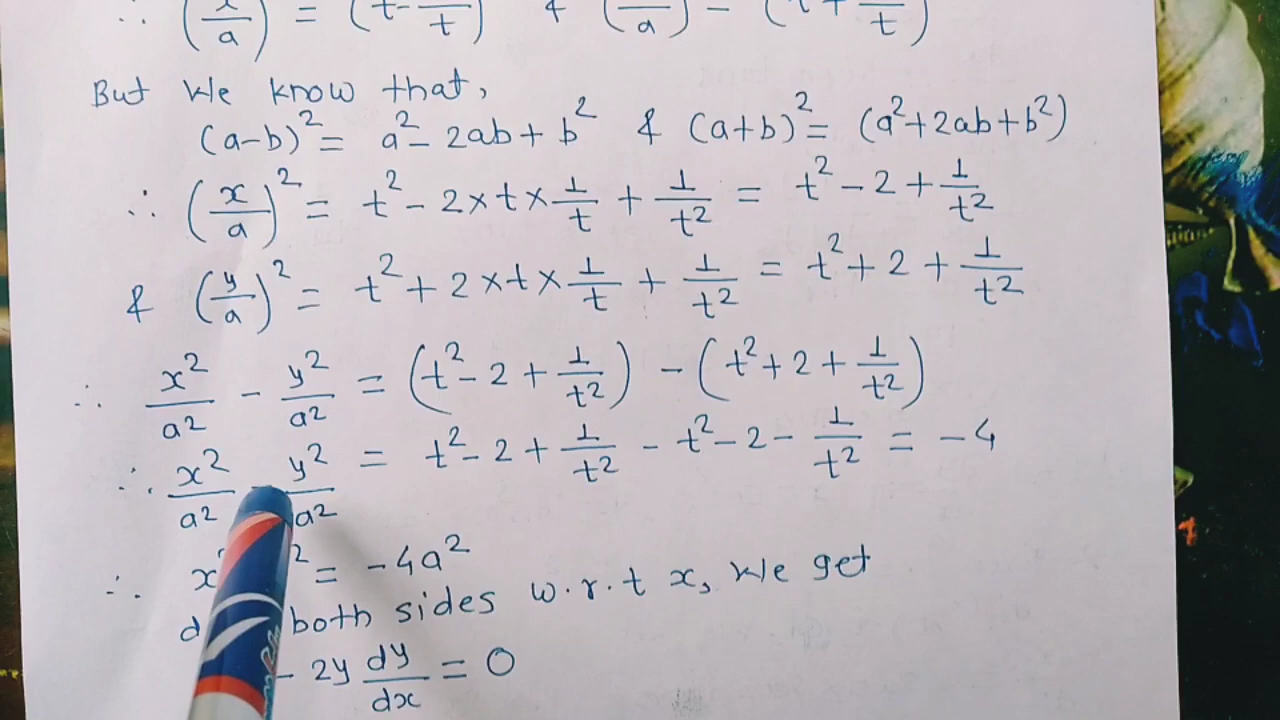 ∴ (x/a) = (t - 1/t) & (y/a) = (t + 1/t)
But We know that,
(a-b)² = a² - 2ab + b² & (a+b)² = (a²+2ab+b²)
∴ (x/a)² = t² - 2×t×1/t + 1/t² = t² - 2 + 1/t²
& (y/a)² = t² + 2×t×1/t + 1/t² = t² + 2 + 1/t²
∴ x²/a² - y²/a² = (t² - 2 + 1/t²) - (t² + 2 + 1/t²)
∴ x²/a² y²/a² = t² - 2 + 1/t² - t² - 2 - 1/t² = -4
∴ x ² = -4a²
both sides w.r.t x, We get
- 2y dy/dx = 0